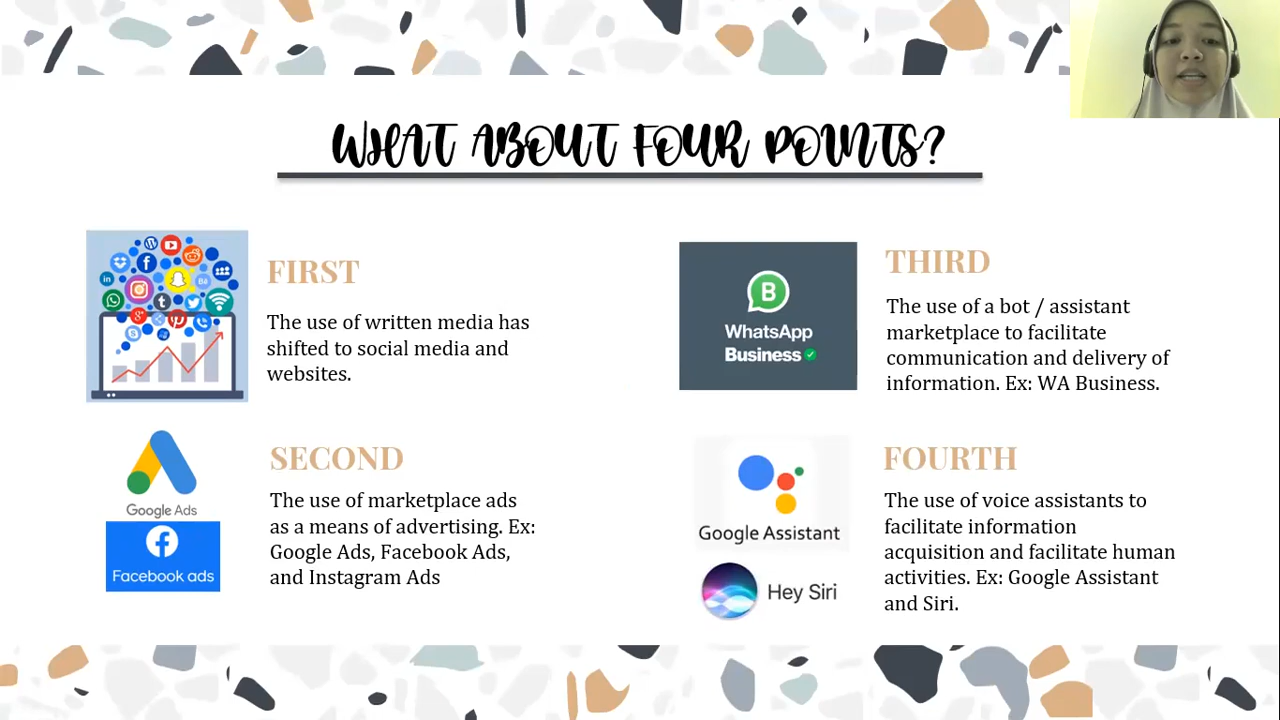 WHAT ABOUT FOUR POINTS?
FIRST
The use of written media has
shifted to social media and
websites.
Google Ads
Facebook ads
SECOND
The use of marketplace ads
as a means of advertising. Ex:
Google Ads, Facebook Ads,
and Instagram Ads
WhatsApp
Business
THIRD
The use of a bot / assistant
marketplace to facilitate
communication and delivery of
information. Ex: WA Business.
Google Assistant
Hey Siri
FOURTH
The use of voice assistants to
facilitate information
acquisition and facilitate human
activities. Ex: Google Assistant
and Siri.